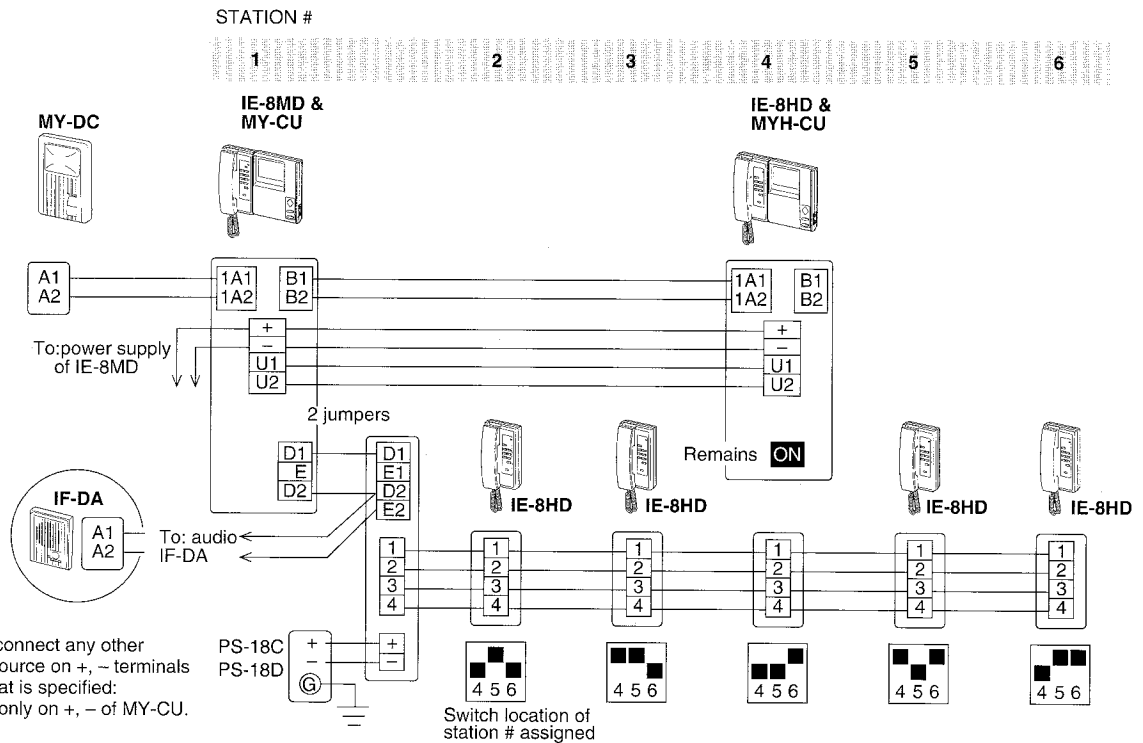 STATION #
1 2 3 4 5 6
IE-8MD &
MY-CU
IE-8HD &
MYH-CU
MY-DC
A1
A2
1A1
1A2
B1
B2
1A1
1A2
B1
B2
+
−
U1
U2
+
−
U1
U2
To:power supply
of IE-8MD
2 jumpers
D1
E
D2
D1
E1
D2
E2
Remains ON
IE-8HD
IE-8HD
IE-8HD
IE-8HD
IF-DA
A1
A2
To: audio
IF-DA
1 1 1 1 1 1
2 2 2 2 2 2
3 3 3 3 3 3
4 4 4 4 4 4
connect any other
ource on +, − terminals
at is specified:
only on +, − of MY-CU.
PS-18C
PS-18D
+
−
G
+
−
4 5 6
4 5 6
4 5 6
4 5 6
4 5 6
Switch location of
station # assigned